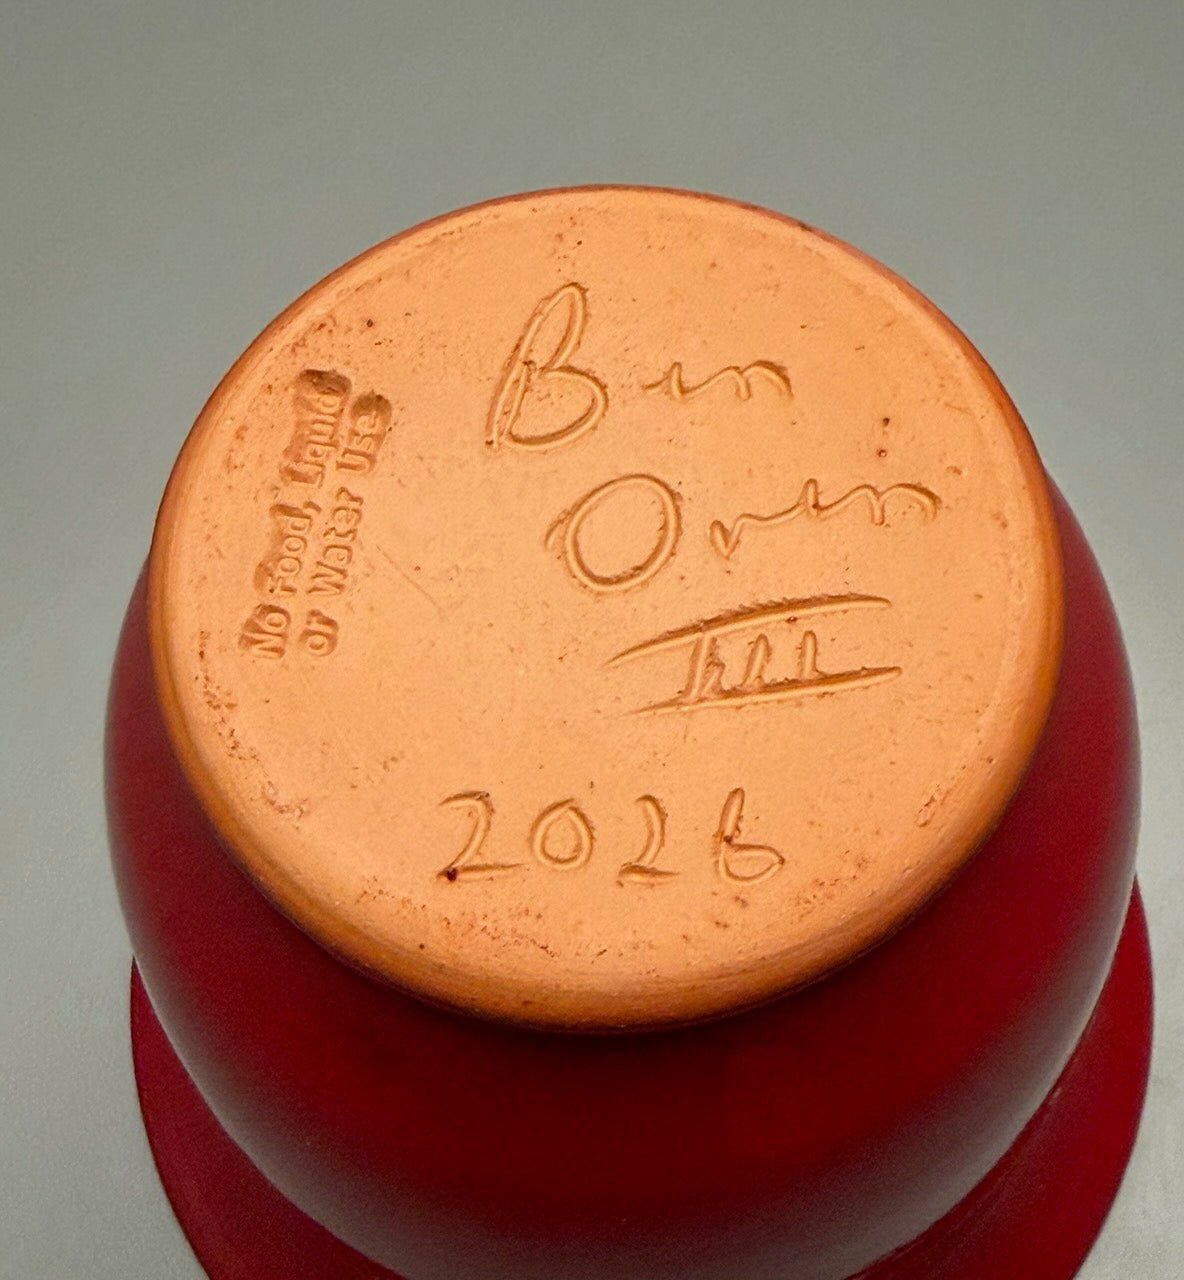 No Food, Liquid
or Water Use
Ben
Owen
III
2026